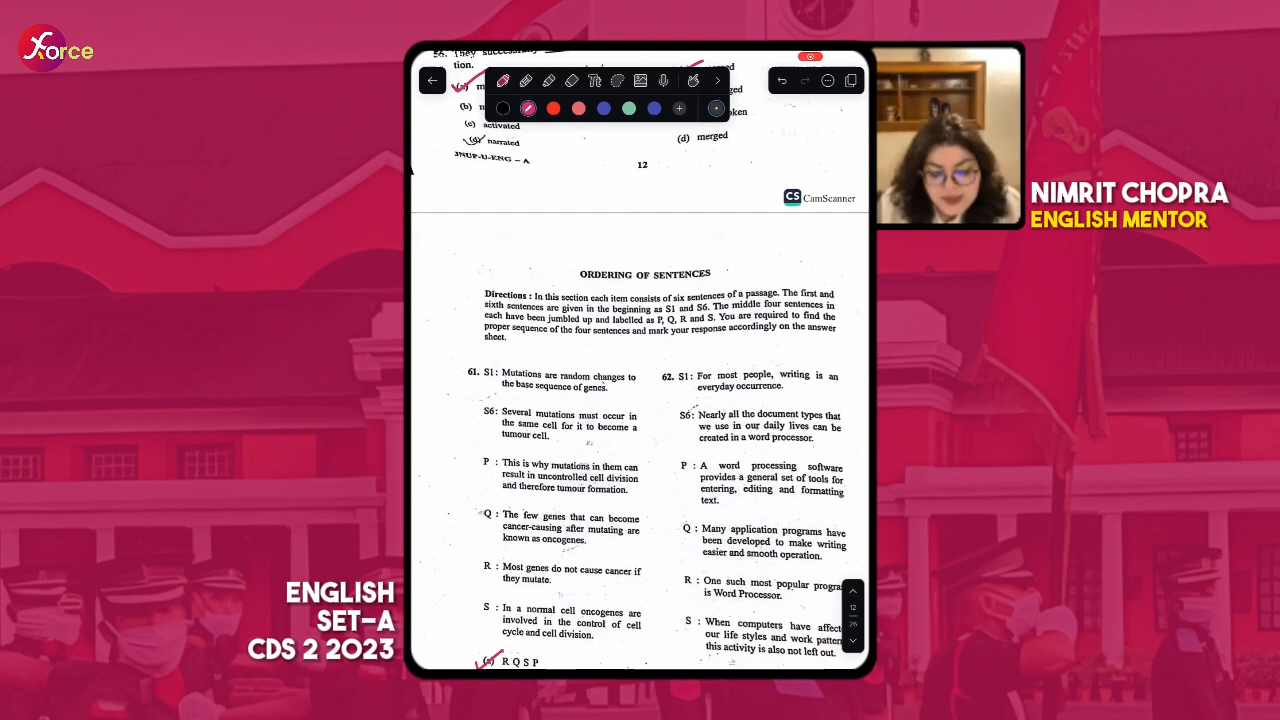 xforce
56. They successfully
tion.
(b)
(c) activated
(d) narrated
(d) merged
3NUP-U-ENG – A
12
CS CamScanner
ORDERING OF SENTENCES
Directions : In this section each item consists of six sentences of a passage. The first and
sixth sentences are given in the beginning as S1 and S6. The middle four sentences in
each have been jumbled up and labelled as P, Q, R and S. You are required to find the
proper sequence of the four sentences and mark your response accordingly on the answer
sheet.
61. S1: Mutations are random changes to
the base sequence of genes.
S6: Several mutations must occur in
the same cell for it to become a
tumour cell.
P : This is why mutations in them can
result in uncontrolled cell division
and therefore tumour formation.
Q : The few genes that can become
cancer-causing after mutating are
known as oncogenes.
R : Most genes do not cause cancer if
they mutate.
S : In a normal cell oncogenes are
involved in the control of cell
cycle and cell division.
(a) R Q S P
62. S1: For most people, writing is an
everyday occurrence.
S6: Nearly all the document types that
we use in our daily lives can be
created in a word processor.
P : A word processing software
provides a general set of tools for
entering, editing and formatting
text.
Q : Many application programs have
been developed to make writing
easier and smooth operation.
R : One such most popular progra
is Word Processor.
S : When computers have affect
our life styles and work pattern
this activity is also not left out.
12
26
NIMRIT CHOPRA
ENGLISH MENTOR
ENGLISH
SET-A
CDS 2 2023